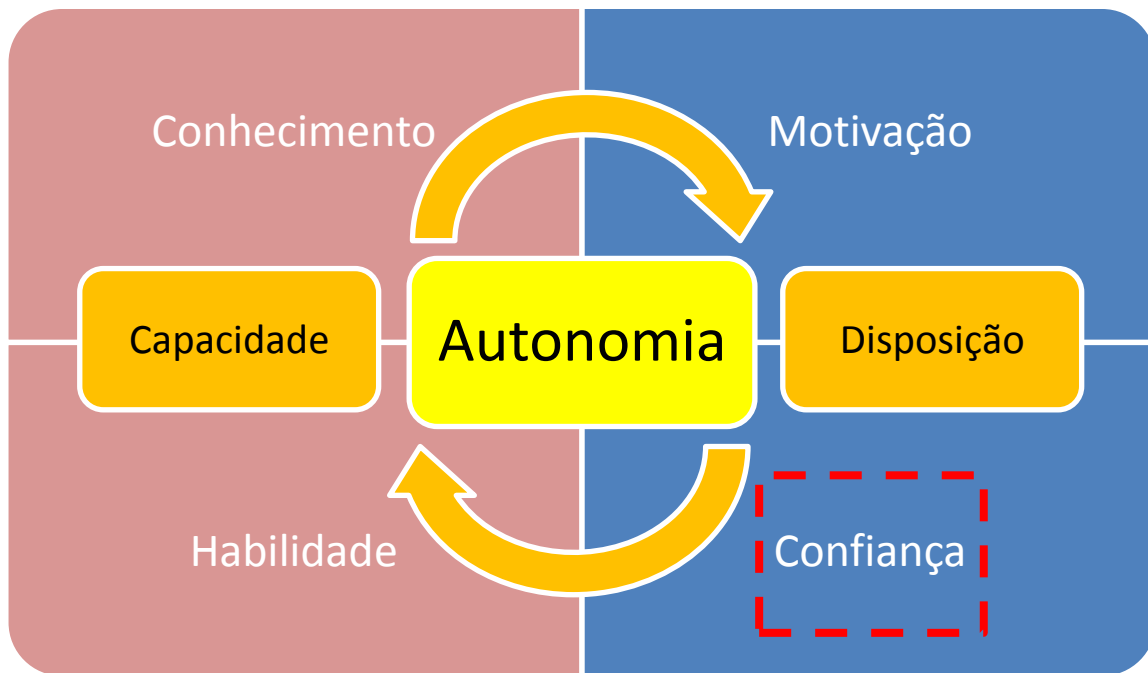 Conhecimento
Motivação
Capacidade
Autonomia
Disposição
Habilidade
Confiança